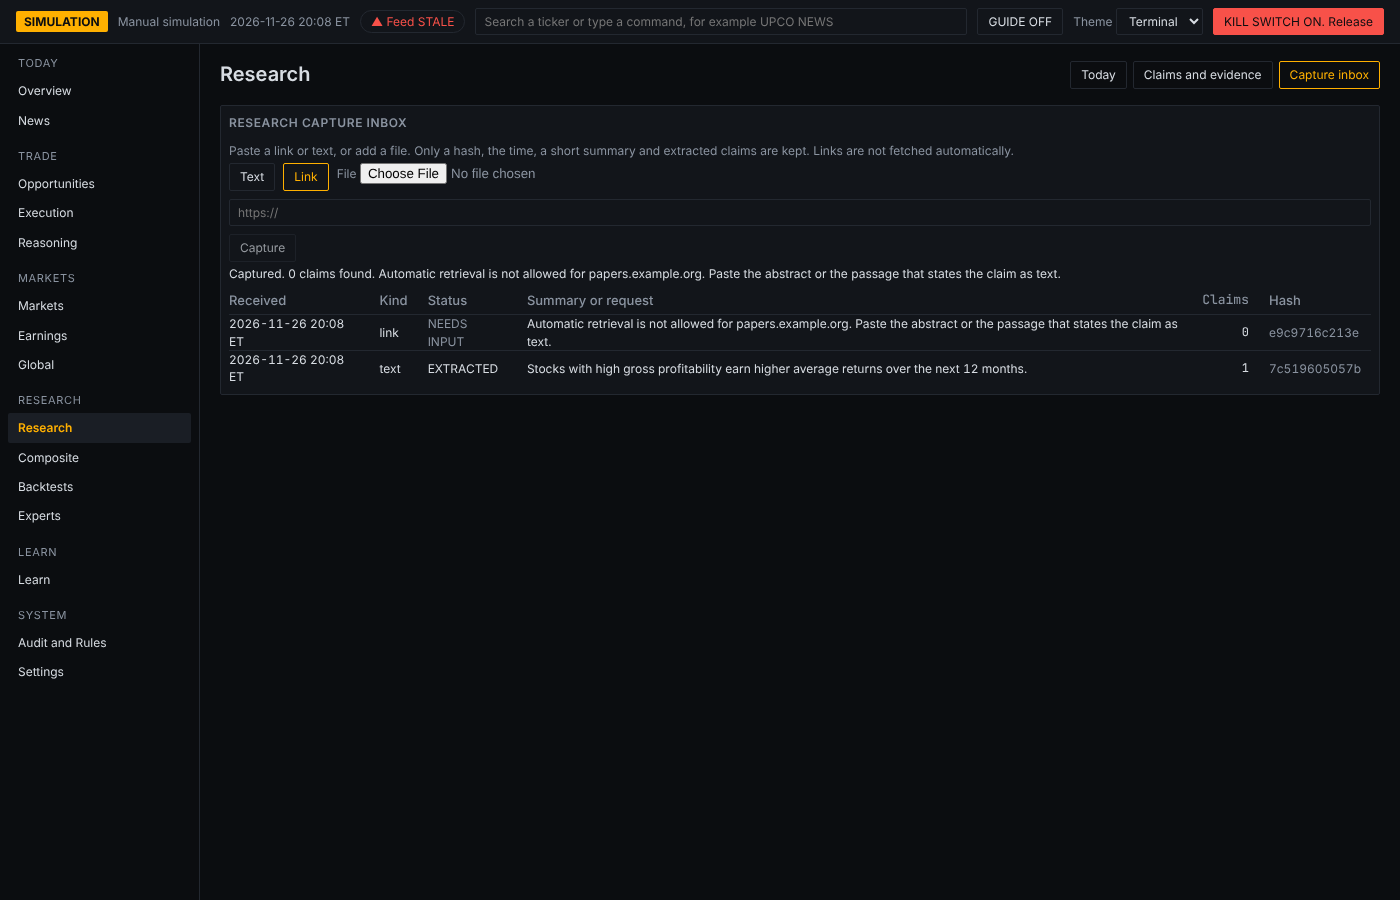 SIMULATION Manual simulation 2026-11-26 20:08 ET ▲ Feed STALE Search a ticker or type a command, for example UPCO NEWS GUIDE OFF Theme Terminal KILL SWITCH ON. Release
TODAY
Overview
News
TRADE
Opportunities
Execution
Reasoning
MARKETS
Markets
Earnings
Global
RESEARCH
Research
Composite
Backtests
Experts
LEARN
Learn
SYSTEM
Audit and Rules
Settings
Research
Today Claims and evidence Capture inbox
RESEARCH CAPTURE INBOX
Paste a link or text, or add a file. Only a hash, the time, a short summary and extracted claims are kept. Links are not fetched automatically.
Text Link File Choose File No file chosen
https://
Capture
Captured. 0 claims found. Automatic retrieval is not allowed for papers.example.org. Paste the abstract or the passage that states the claim as text.
Received Kind Status Summary or request Claims Hash
2026-11-26 20:08 ET link NEEDS INPUT Automatic retrieval is not allowed for papers.example.org. Paste the abstract or the passage that states the claim as text. 0 e9c9716c213e
2026-11-26 20:08 ET text EXTRACTED Stocks with high gross profitability earn higher average returns over the next 12 months. 1 7c519605057b